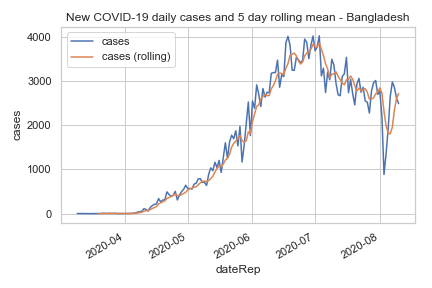 New COVID-19 daily cases and 5 day rolling mean - Bangladesh
cases
cases (rolling)
4000
3000
2000
1000
0
cases
2020-04
2020-05
2020-06
2020-07
2020-08
dateRep